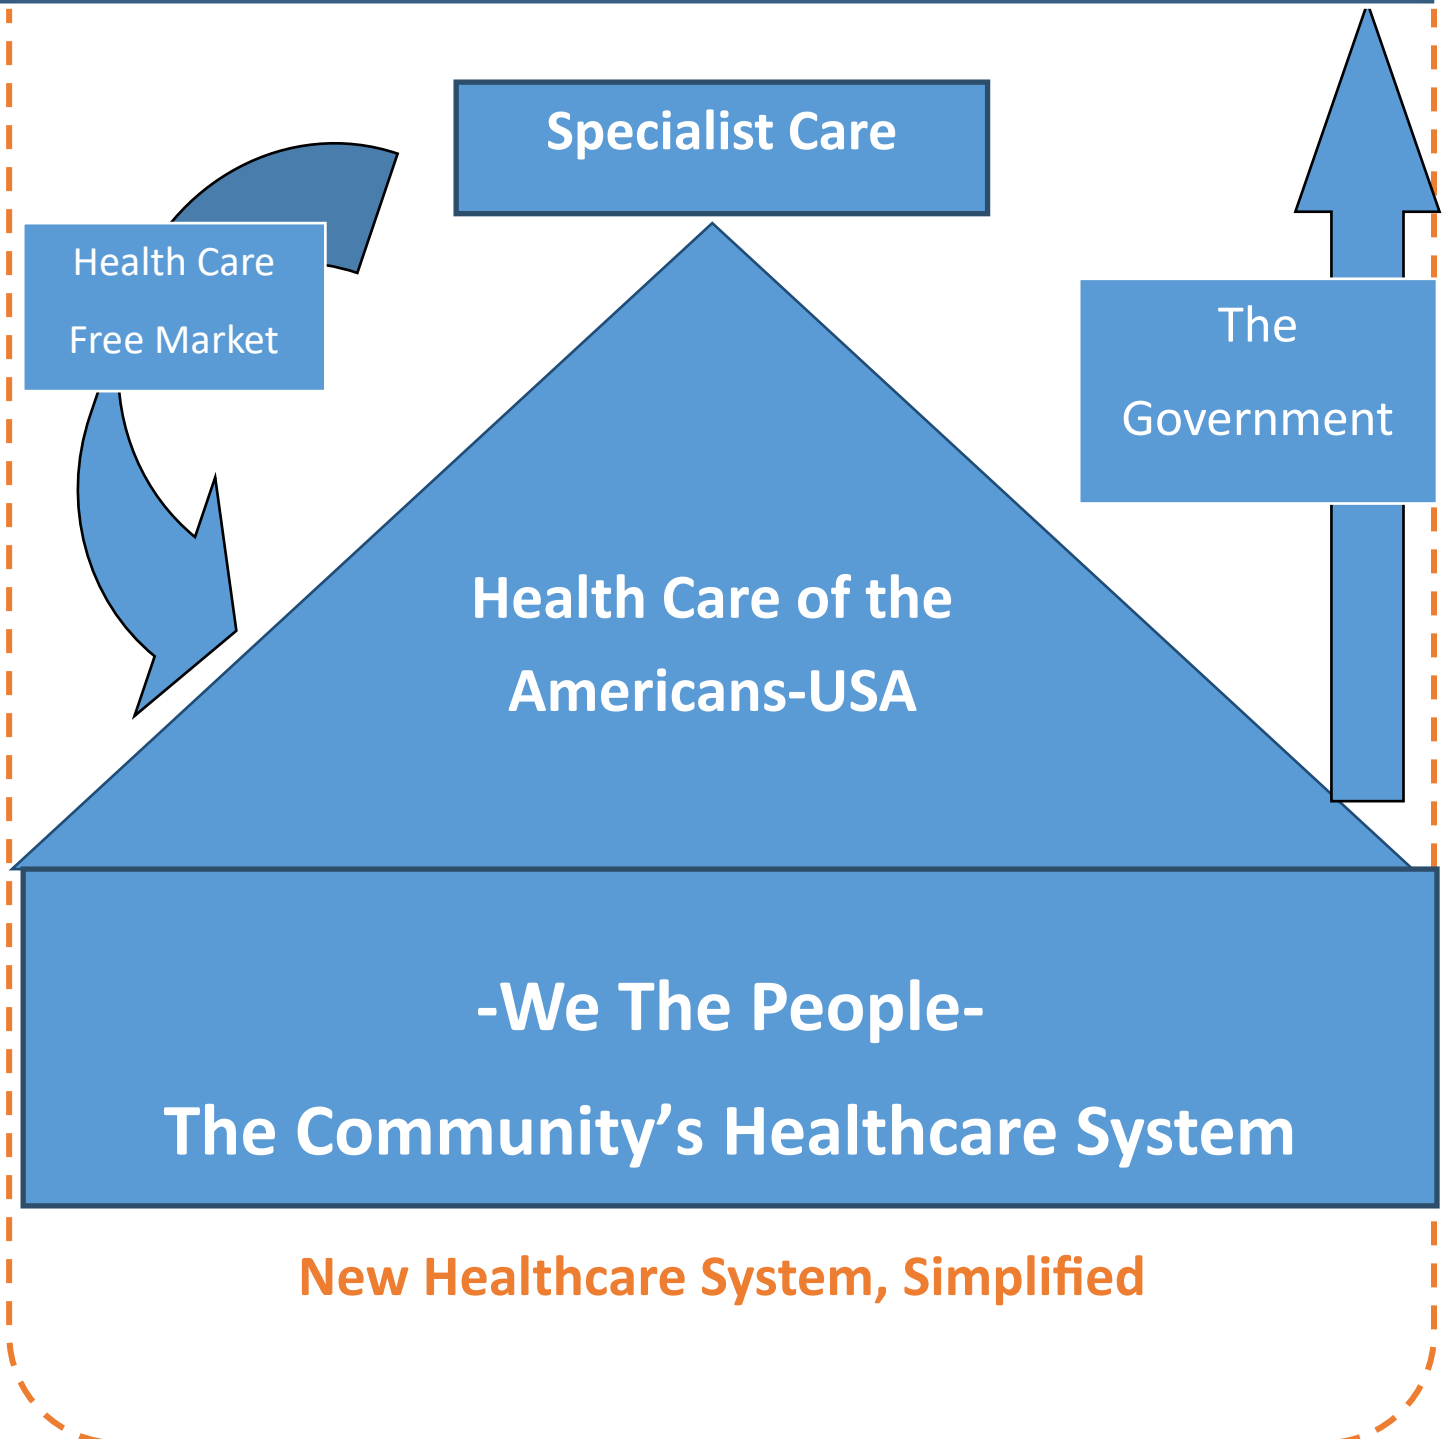 Specialist Care
Health Care
Free Market
The
Government
Health Care of the
Americans-USA
-We The People-
The Community’s Healthcare System
New Healthcare System, Simplified